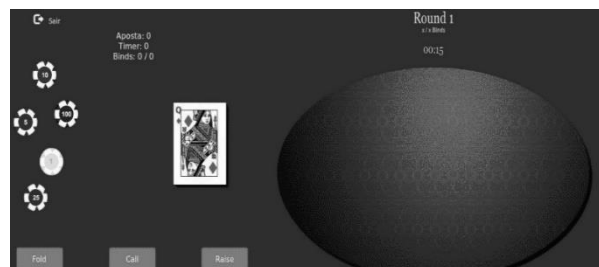 Sair
Aposta: 0
Timer: 0
Binds: 0 / 0
Round 1
00:15
10
5
100
1
25
Q
Fold
Call
Raise